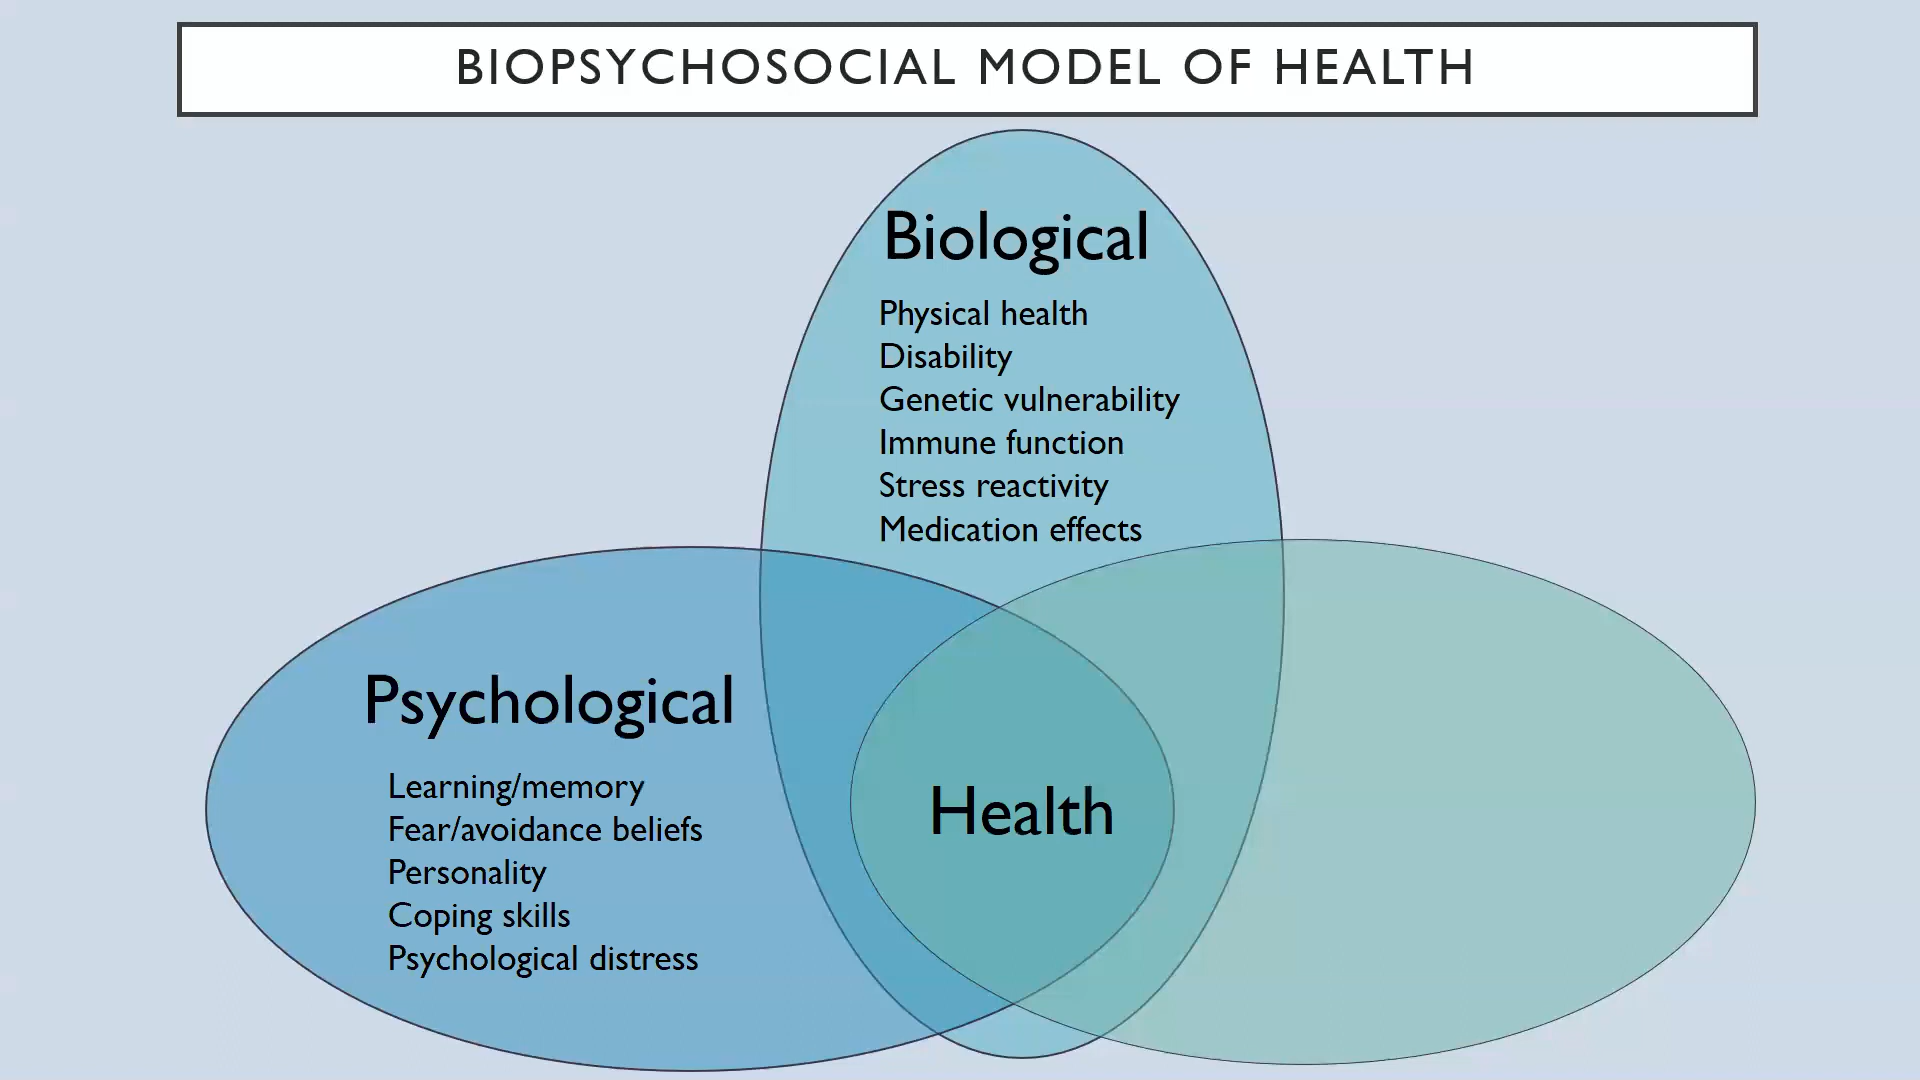 BIOPSYCHOSOCIAL MODEL OF HEALTH
Biological
Physical health
Disability
Genetic vulnerability
Immune function
Stress reactivity
Medication effects
Psychological
Learning/memory
Fear/avoidance beliefs
Personality
Coping skills
Psychological distress
Health